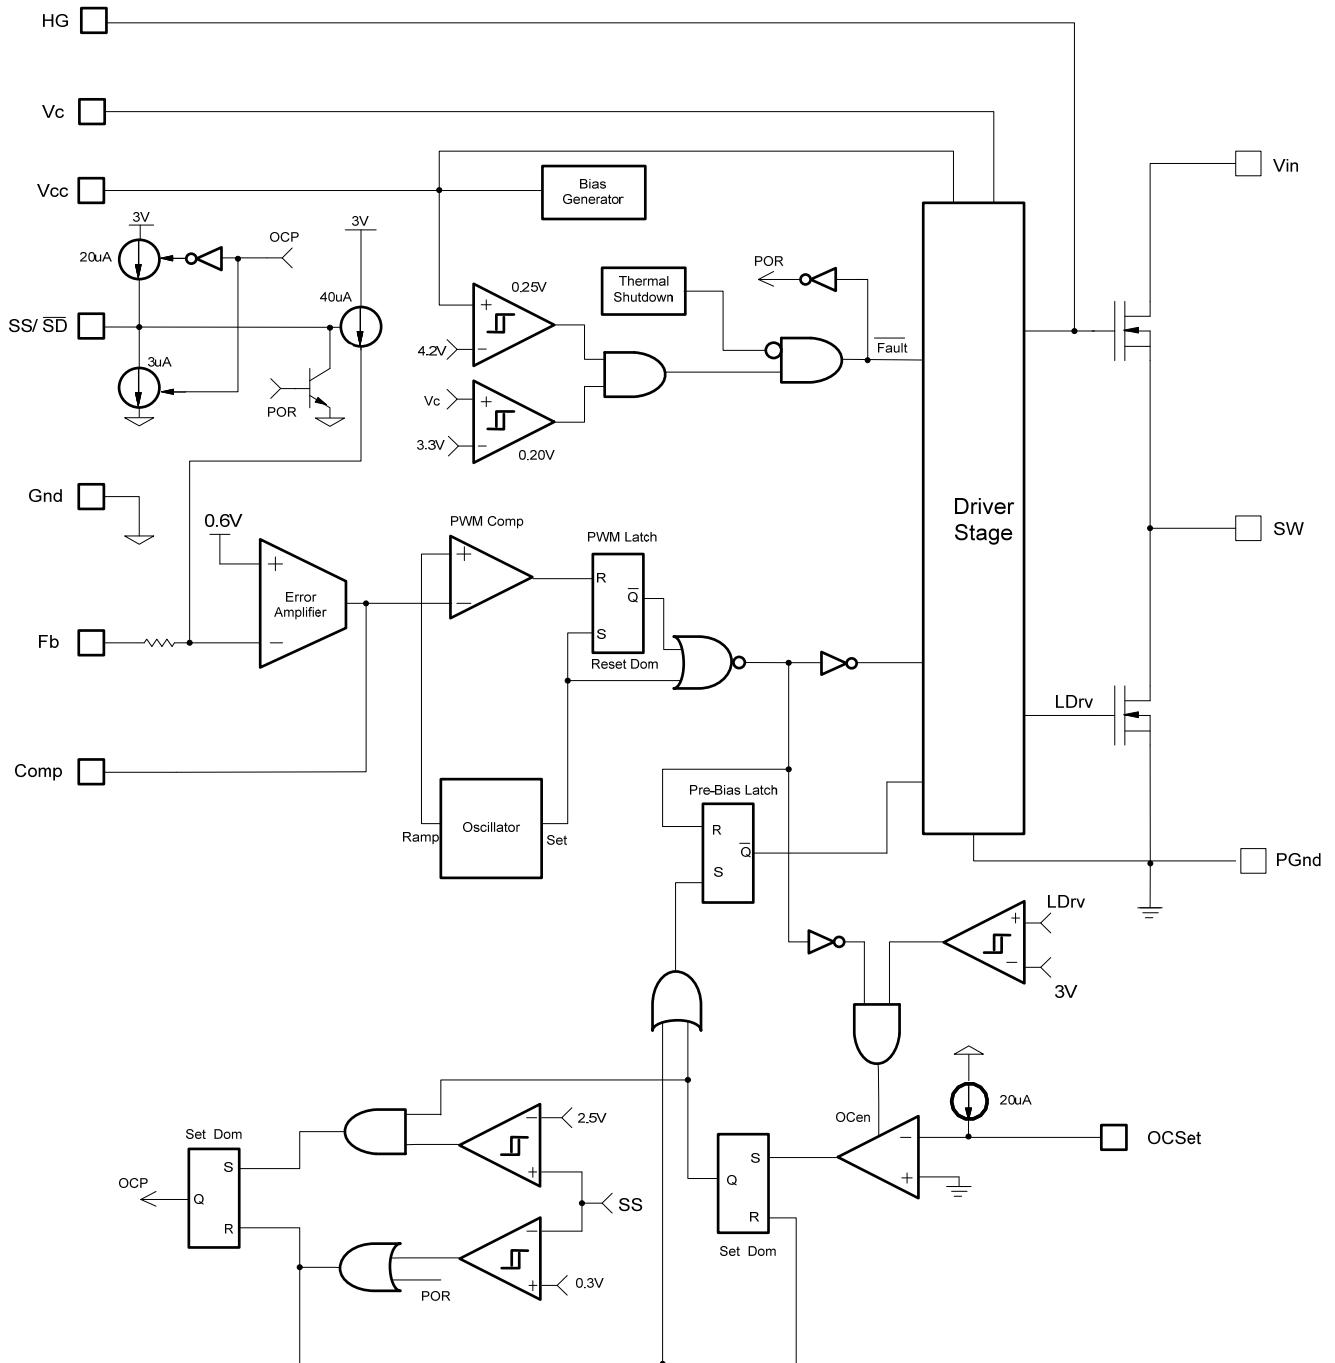 HG
Vc
Vcc
Bias
Generator
Vin
3V
3V
OCP
20uA
POR
Thermal
Shutdown
0.25V
40uA
SS/ SD
+
−
4.2V
Fault
3uA
Vc
+
POR
3.3V
−
0.20V
Gnd
Driver
Stage
0.6V
PWM Comp
SW
PWM Latch
+
+
R
Error
Amplifier
Q
−
Fb
−
S
Reset Dom
LDrv
Comp
Pre-Bias Latch
Oscillator
Ramp
Set
R
Q
S
PGnd
LDrv
+
−
3V
20uA
OCen
2.5V
−
Set Dom
−
OCSet
S
S
+
+
OCP
Q
Q
SS
R
R
−
Set Dom
0.3V
+
POR